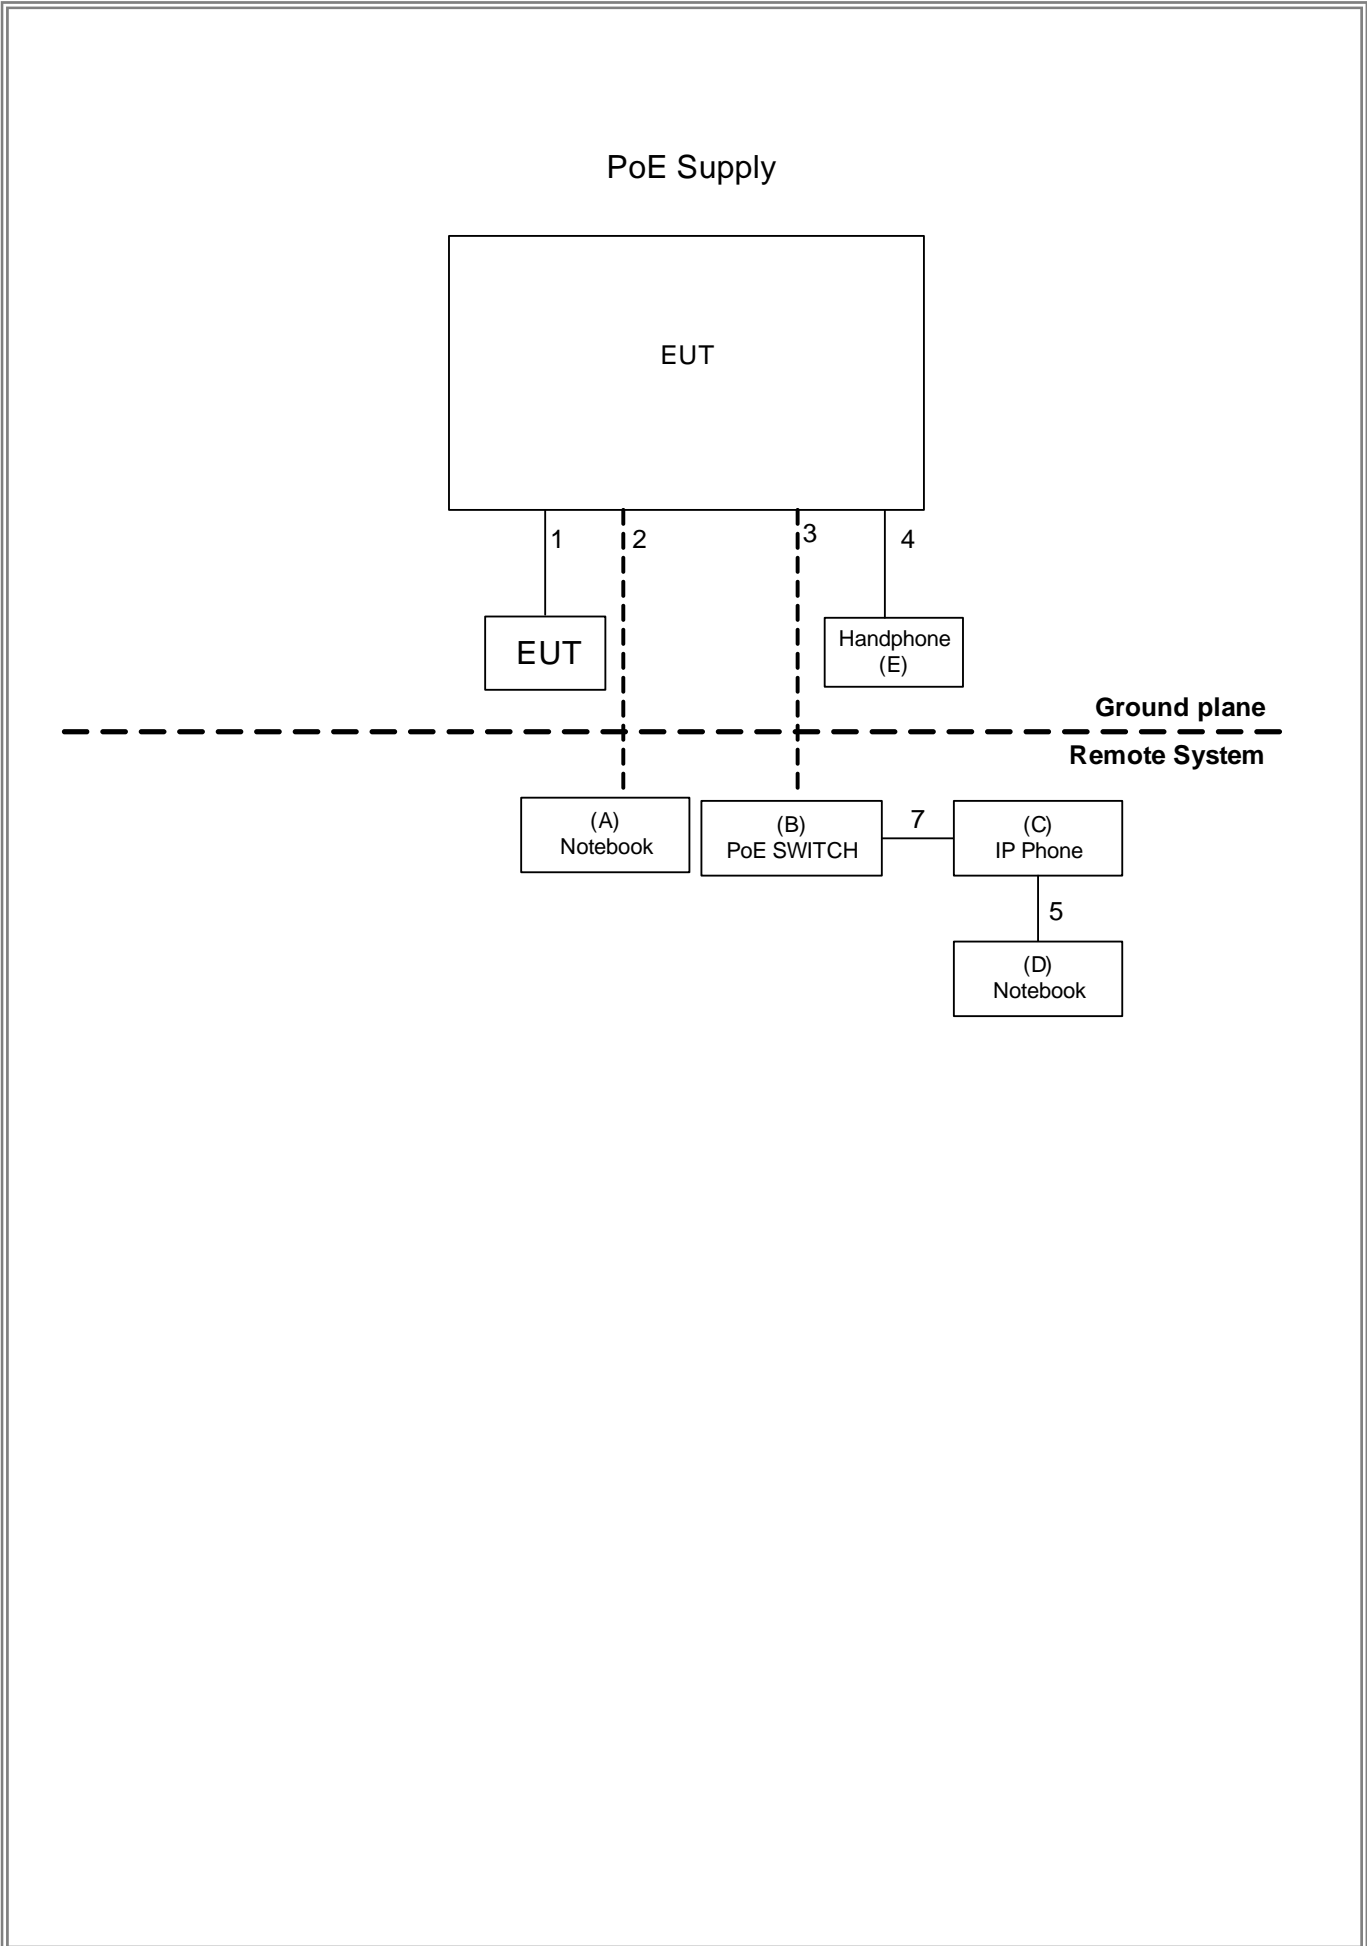 PoE Supply
EUT
1
2
3
4
EUT
Handphone
(E)
Ground plane
Remote System
(A)
Notebook
(B)
PoE SWITCH
7
(C)
IP Phone
5
(D)
Notebook